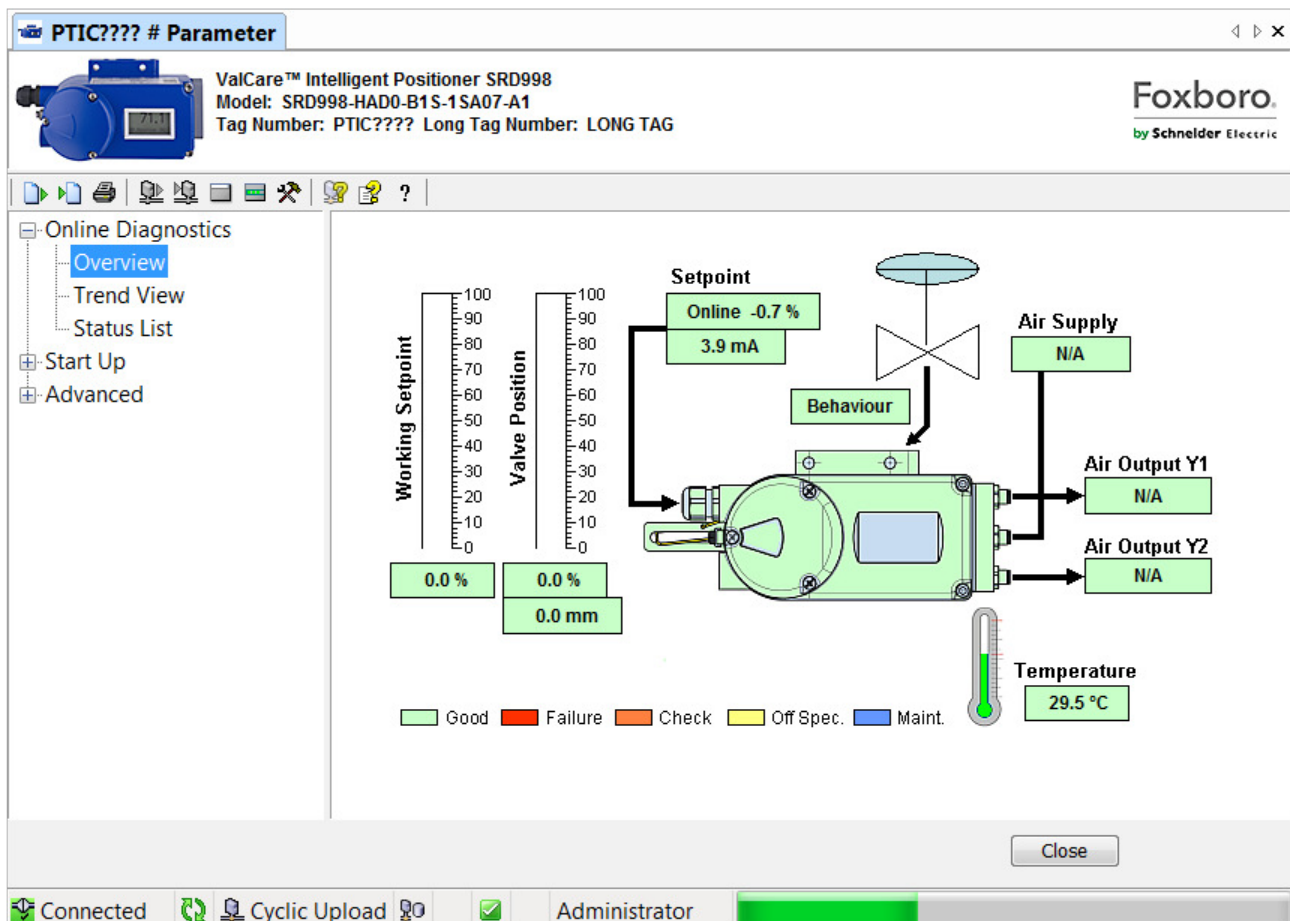 PTIC???? # Parameter
ValCare™ Intelligent Positioner SRD998
Model: SRD998-HAD0-B1S-1SA07-A1
Tag Number: PTIC???? Long Tag Number: LONG TAG
Foxboro.
by Schneider Electric
71.1
?
Online Diagnostics
Overview
Trend View
Status List
Start Up
Advanced
Working Setpoint
100
90
80
70
60
50
40
30
20
10
0
0.0 %
Valve Position
100
90
80
70
60
50
40
30
20
10
0
0.0 %
0.0 mm
Setpoint
Online -0.7 %
3.9 mA
Behaviour
Air Supply
N/A
Air Output Y1
N/A
Air Output Y2
N/A
Temperature
29.5 °C
Good Failure Check Off Spec. Maint.
Close
Connected Cyclic Upload Administrator